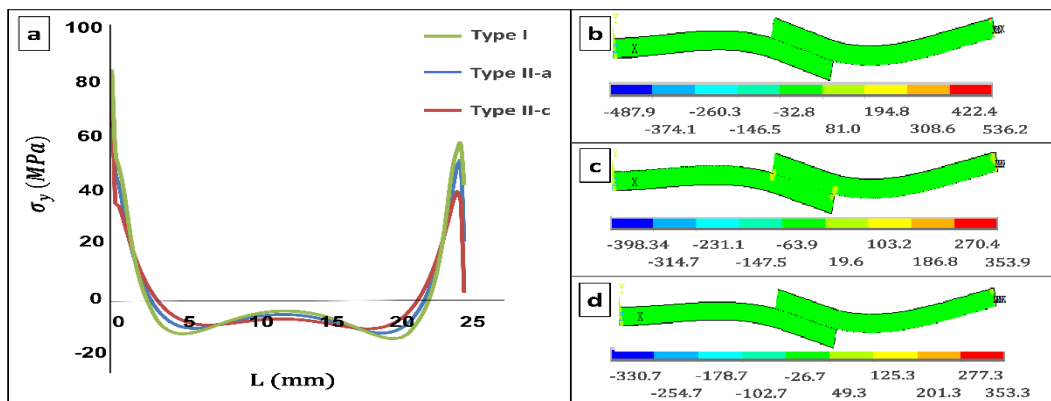 a
100
80
60
40
20
0
-20
σy (MPa)
Type I
Type II-a
Type II-c
0 5 10 15 20 25
L (mm)
b
X
-487.9 -260.3 -32.8 194.8 422.4
-374.1 -146.5 81.0 308.6 536.2
c
X
-398.34 -231.1 -63.9 103.2 270.4
-314.7 -147.5 19.6 186.8 353.9
d
X
-330.7 -178.7 -26.7 125.3 277.3
-254.7 -102.7 49.3 201.3 353.3